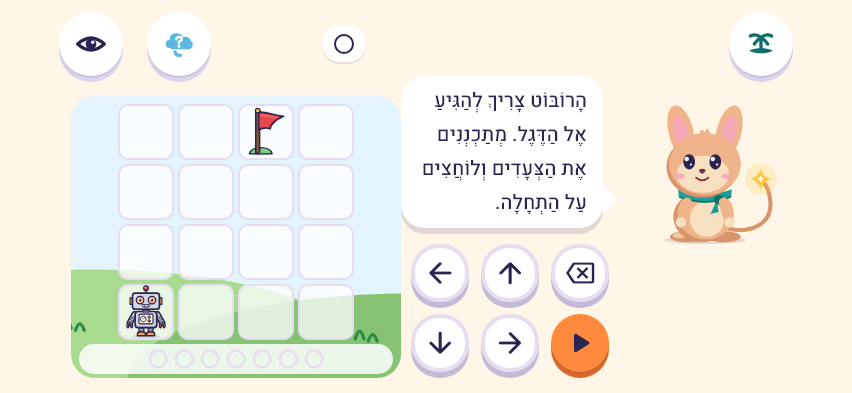 הָרוֹבּוֹט צָרִיךְ לְהַגִּיעַ
אֶל הַדֶּגֶל. מְתַכְנְנִים
אֶת הַצְּעָדִים וְלוֹחֲצִים
עַל הַתְחָלָה.